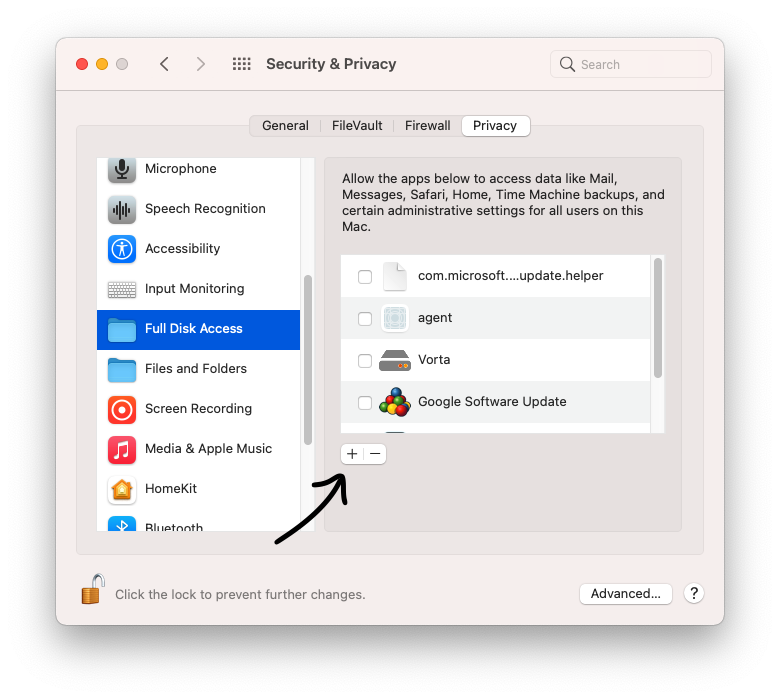 Security & Privacy
Search
General
FileVault
Firewall
Privacy
Microphone
Speech Recognition
Accessibility
Input Monitoring
Full Disk Access
Files and Folders
Screen Recording
Media & Apple Music
HomeKit
Bluetooth
Allow the apps below to access data like Mail,
Messages, Safari, Home, Time Machine backups, and
certain administrative settings for all users on this
Mac.
com.microsoft....update.helper
agent
Vorta
Google Software Update
+ −
Click the lock to prevent further changes.
Advanced...
?